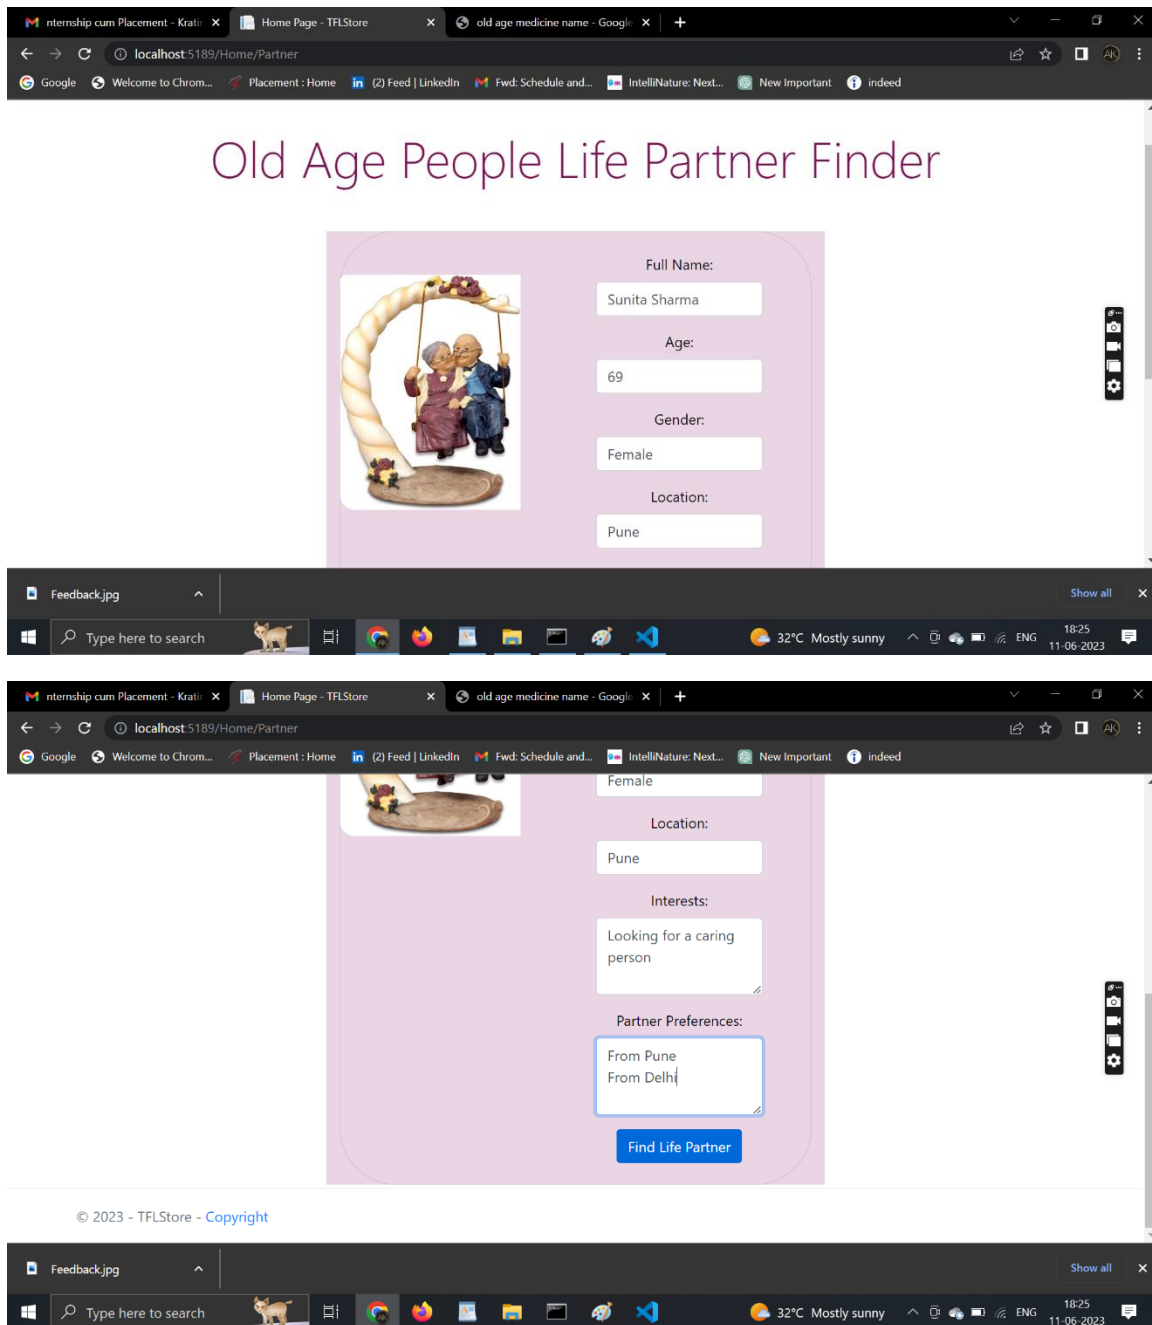 nternship cum Placement - Kratir
Home Page - TFLStore
old age medicine name - Google
localhost:5189/Home/Partner
AK
Google
Welcome to Chrom...
Placement : Home
(2) Feed | LinkedIn
Fwd: Schedule and...
IntelliNature: Next...
New Important
indeed
Old Age People Life Partner Finder
Full Name:
Sunita Sharma
Age:
69
Gender:
Female
Location:
Pune
Feedback.jpg
Show all
Type here to search
32°C Mostly sunny
ENG
18:25
11-06-2023
nternship cum Placement - Kratir
Home Page - TFLStore
old age medicine name - Google
localhost:5189/Home/Partner
AK
Google
Welcome to Chrom...
Placement : Home
(2) Feed | LinkedIn
Fwd: Schedule and...
IntelliNature: Next...
New Important
indeed
Female
Location:
Pune
Interests:
Looking for a caring
person
Partner Preferences:
From Pune
From Delhi
Find Life Partner
© 2023 - TFLStore - Copyright
Feedback.jpg
Show all
Type here to search
32°C Mostly sunny
ENG
18:25
11-06-2023